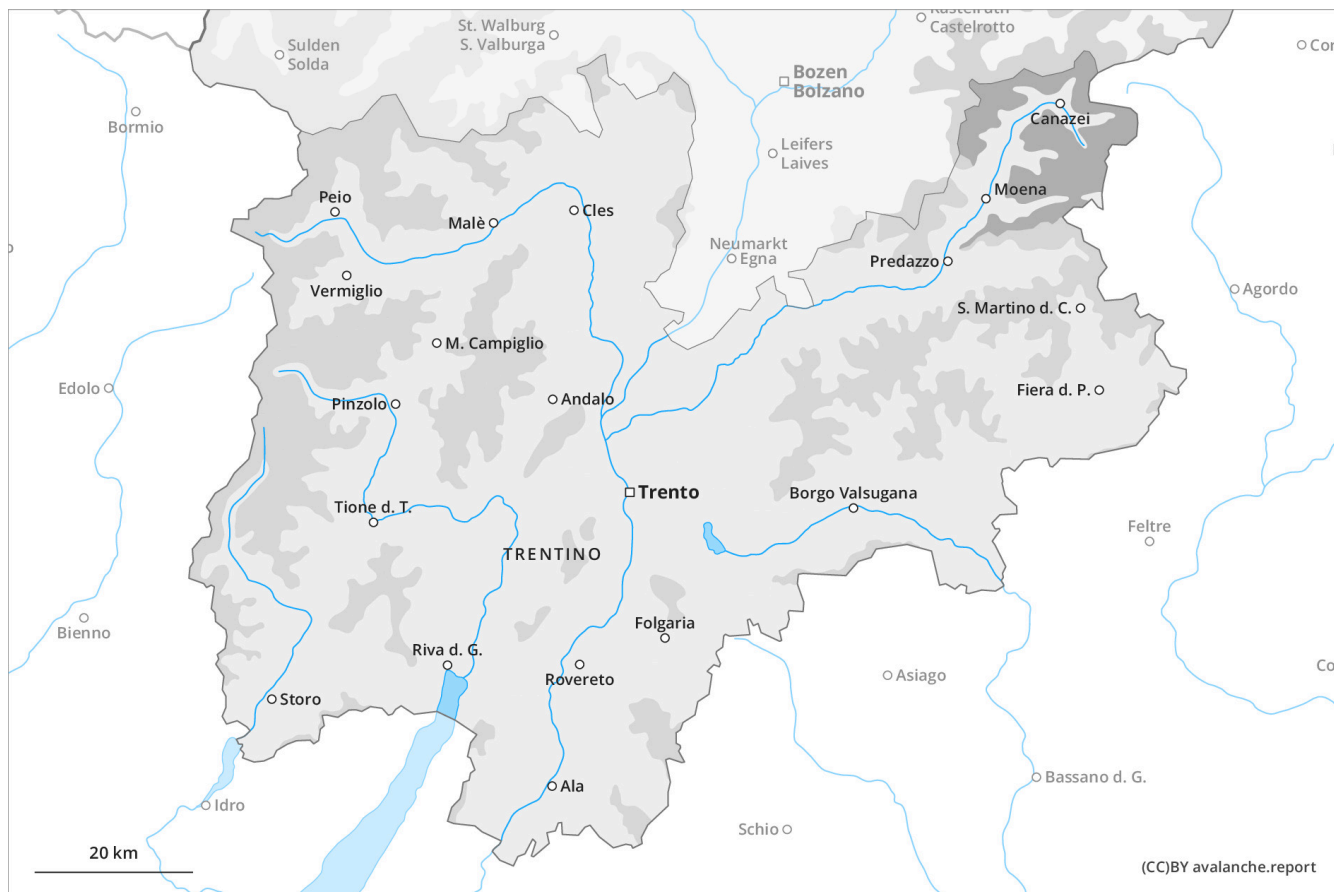 Kastelruth
Castelrotto
St. Walburg
S. Valburga
Sulden
Solda
Bozen
Bolzano
Bormio
Canazei
Leifers
Laives
Peio
Malè
Cles
Moena
Neumarkt
Egna
Predazzo
Vermiglio
Agordo
S. Martino d. C.
M. Campiglio
Edolo
Fiera d. P.
Pinzolo
Andalo
Trento
Borgo Valsugana
Tione d. T.
Feltre
TRENTINO
Bienno
Folgaria
Riva d. G.
Rovereto
Asiago
Storo
Bassano d. G.
Ala
Idro
Schio
20 km
(CC)BY avalanche.report